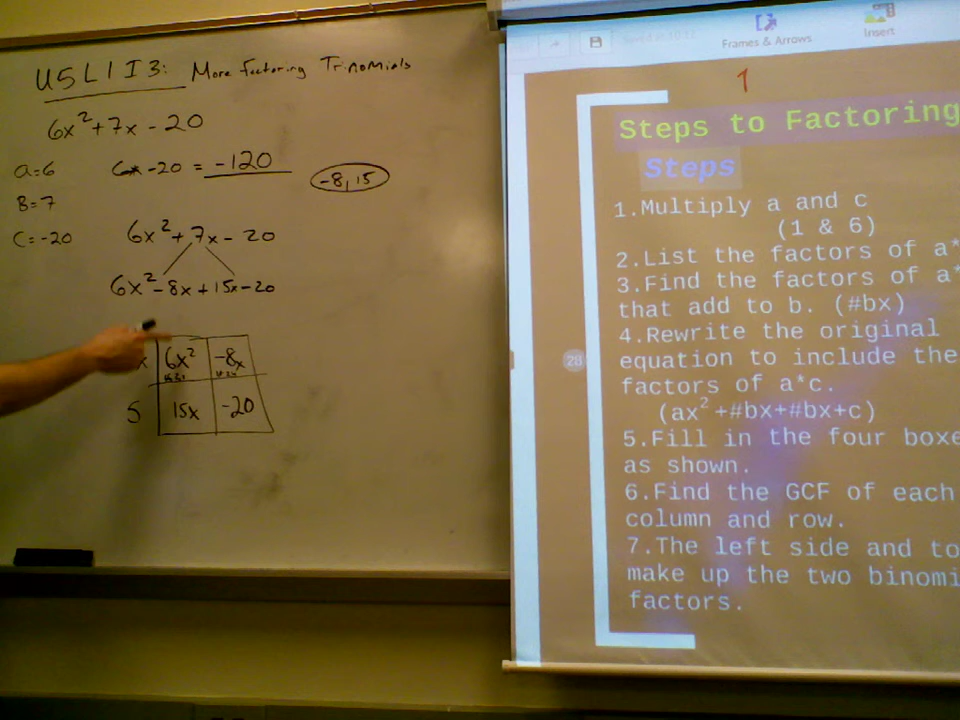 U5L1I3: More Factoring Trinomials
6x²+7x-20
a=6
B=7
C=-20
-20 = -120
-8,15
6x²+7x-20
6x²-8x+15x-20
x 6x² -8x
5 15x -20
Frames & Arrows
Insert
1
Steps to Factoring
Steps
1.Multiply a and c
(1 & 6)
2.List the factors of a*
3.Find the factors of a*
that add to b. (#bx)
4.Rewrite the original
equation to include the
factors of a*c.
(ax²+#bx+#bx+c)
5.Fill in the four boxe
as shown.
6.Find the GCF of each
column and row.
7.The left side and to
make up the two binomi
factors.
28